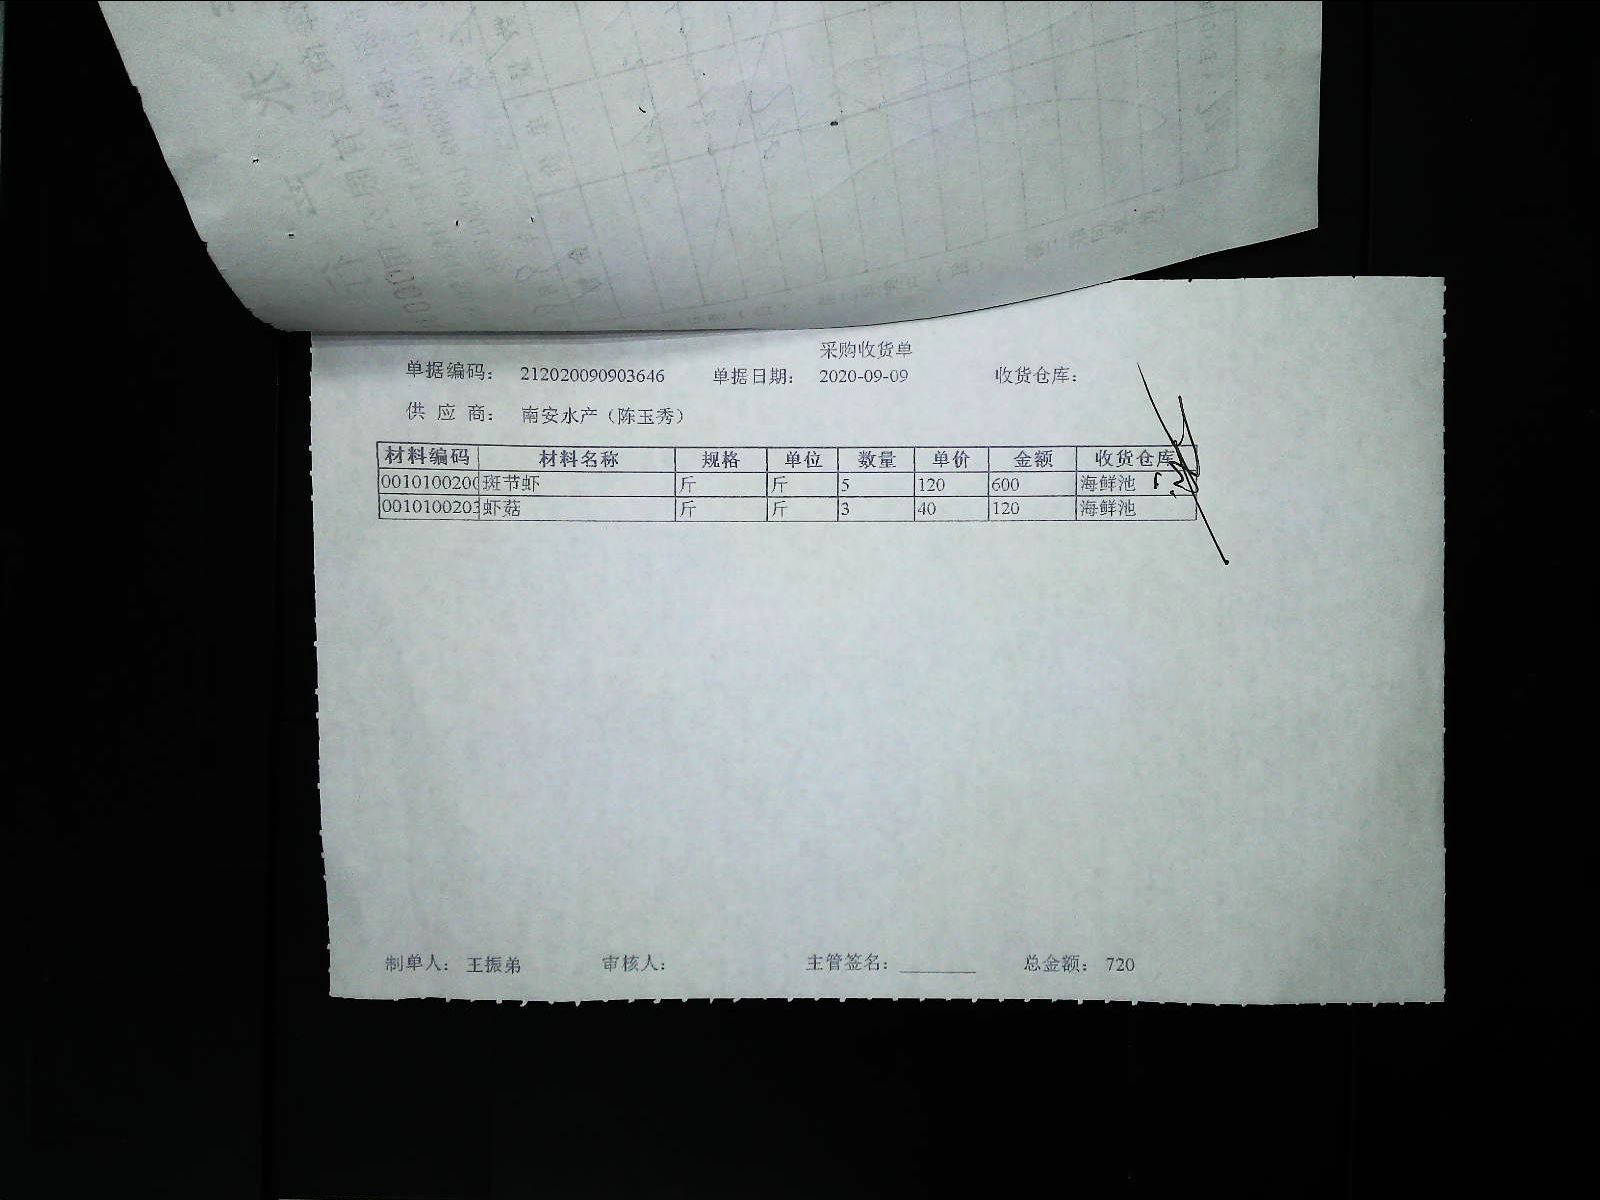 采购收货单
单据编码： 212020090903646 单据日期： 2020-09-09 收货仓库：
供 应 商： 南安水产（陈玉秀）
材料编码 材料名称 规格 单位 数量 单价 金额 收货仓库
0010100200 斑节虾 斤 斤 5 120 600 海鲜池
0010100203 虾菇 斤 斤 3 40 120 海鲜池
制单人： 王振弟 审核人： 主管签名： 总金额： 720